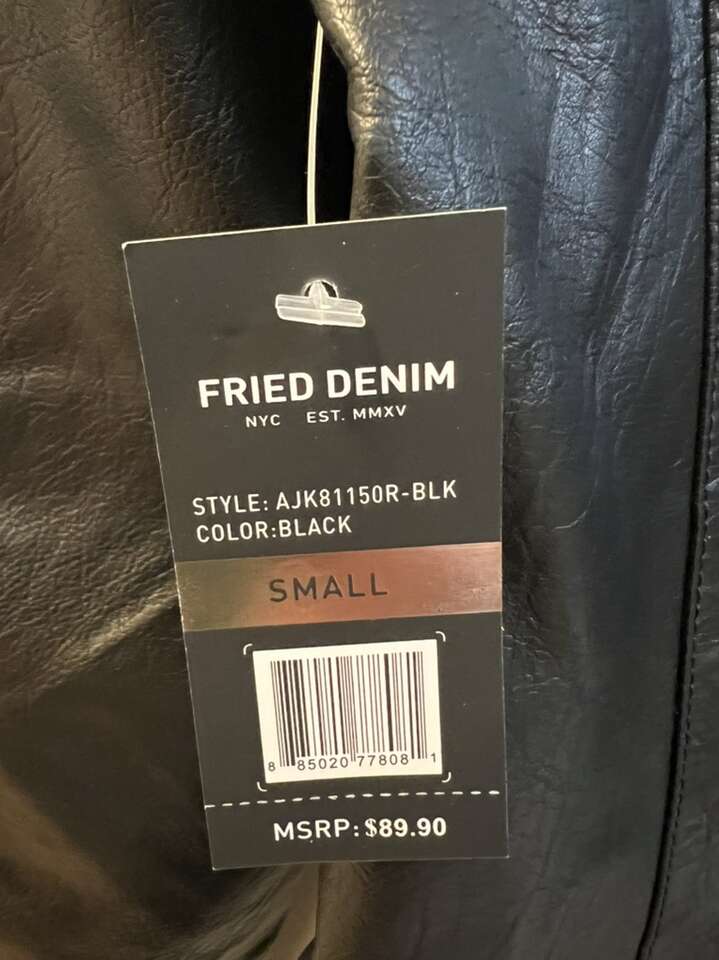 FRIED DENIM
NYC EST. MMXV
STYLE: AJK81150R-BLK
COLOR:BLACK
SMALL
8 85020 77808 1
MSRP: $89.90